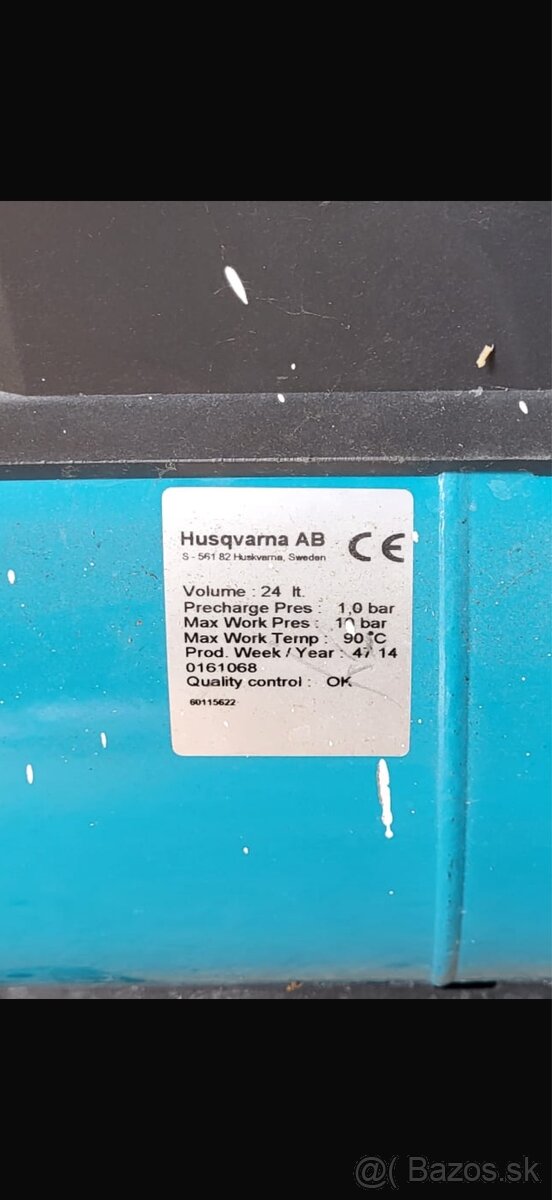 Husqvarna AB
S - 561 82 Huskvarna, Sweden
CE
Volume : 24 lt.
Precharge Pres : 1,0 bar
Max Work Pres : 10 bar
Max Work Temp : 90 °C
Prod. Week / Year : 47 14
0161068
Quality control : OK
60115622
@( Bazos.sk